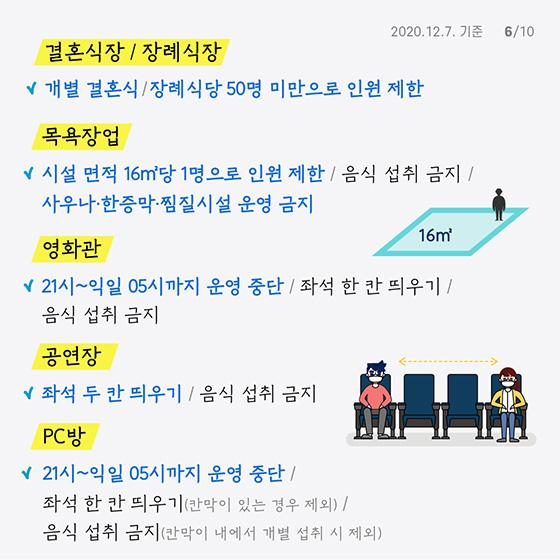 2020.12.7. 기준 6/10
결혼식장 / 장례식장
✓ 개별 결혼식/장례식당 50명 미만으로 인원 제한
목욕장업
✓ 시설 면적 16㎡당 1명으로 인원 제한 / 음식 섭취 금지 /
사우나·한증막·찜질시설 운영 금지
16㎡
영화관
✓ 21시~익일 05시까지 운영 중단 / 좌석 한 칸 띄우기 /
음식 섭취 금지
공연장
✓ 좌석 두 칸 띄우기 / 음식 섭취 금지
PC방
✓ 21시~익일 05시까지 운영 중단 /
좌석 한 칸 띄우기(칸막이 있는 경우 제외) /
음식 섭취 금지(칸막이 내에서 개별 섭취 시 제외)